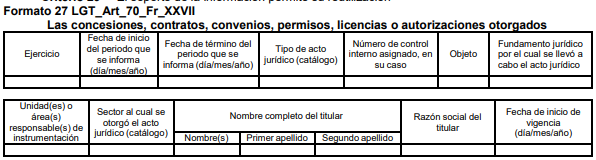 Formato 27 LGT_Art_70_Fr_XXVII
Las concesiones, contratos, convenios, permisos, licencias o autorizaciones otorgados
Ejercicio
Fecha de inicio
del periodo que
se informa
(día/mes/año)
Fecha de término del
periodo que se
informa (día/mes/año)
Tipo de acto
jurídico (catálogo)
Número de control
interno asignado, en
su caso
Objeto
Fundamento jurídico
por el cual se llevó a
cabo el acto jurídico
Unidad(es) o
área(s)
responsable(s) de
instrumentación
Sector al cual se
otorgó el acto
jurídico (catálogo)
Nombre completo del titular
Nombre(s)
Primer apellido
Segundo apellido
Razón social del
titular
Fecha de inicio de
vigencia
(día/mes/año)